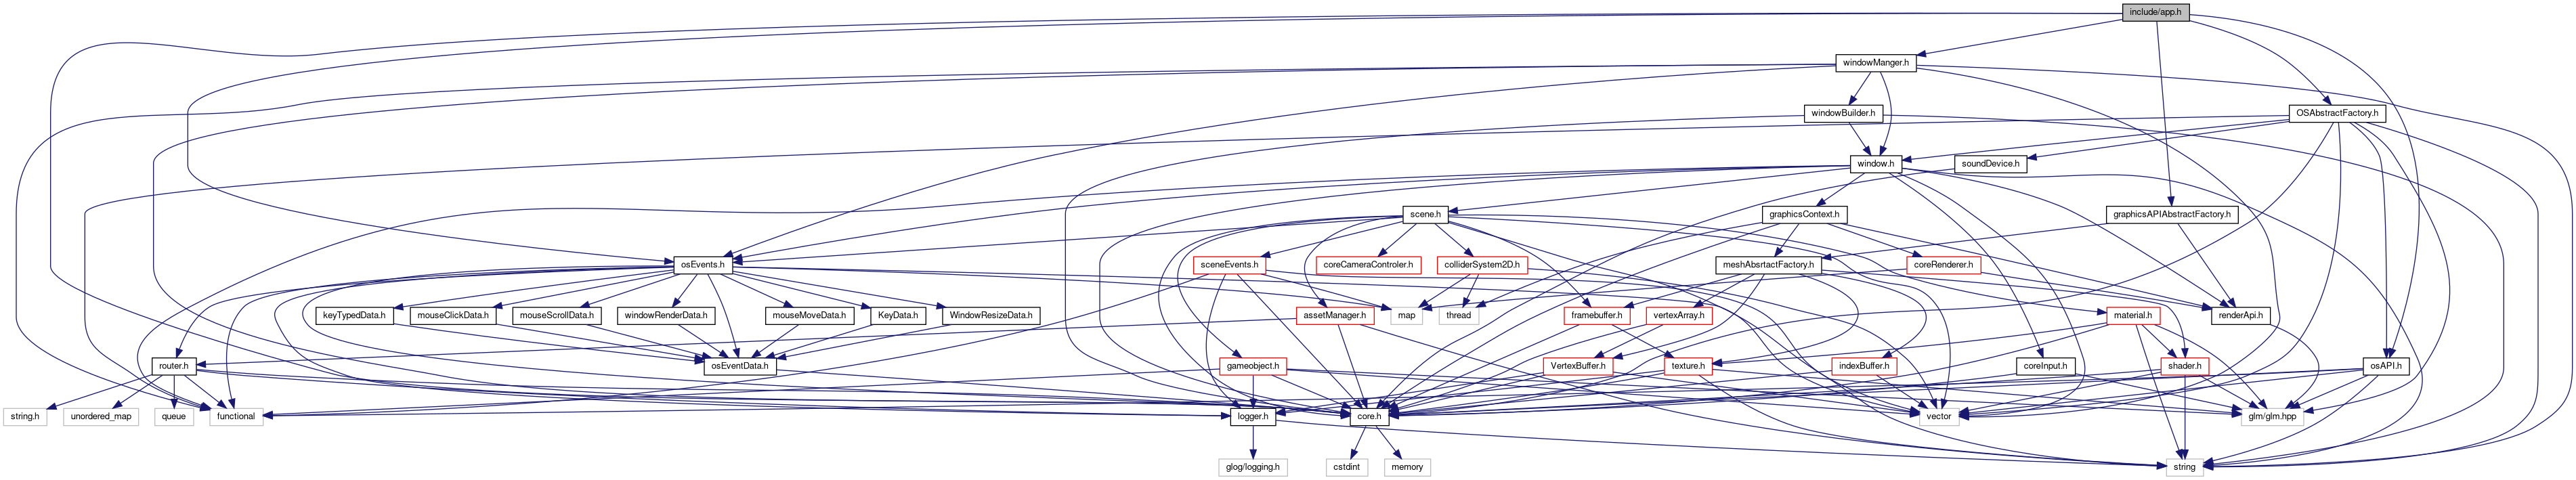 include/app.h
windowManger.h
windowBuilder.h
OSAbstractFactory.h
window.h
soundDevice.h
scene.h
graphicsContext.h
graphicsAPIAbstractFactory.h
osEvents.h
sceneEvents.h
coreCameraControler.h
colliderSystem2D.h
meshAbsrtactFactory.h
coreRenderer.h
keyTypedData.h
mouseClickData.h
mouseScrollData.h
windowRenderData.h
mouseMoveData.h
KeyData.h
WindowResizeData.h
assetManager.h
map
thread
framebuffer.h
vertexArray.h
material.h
renderApi.h
router.h
osEventData.h
gameobject.h
VertexBuffer.h
texture.h
indexBuffer.h
coreInput.h
shader.h
osAPI.h
string.h
unordered_map
queue
functional
logger.h
core.h
vector
glm/glm.hpp
glog/logging.h
cstdint
memory
string